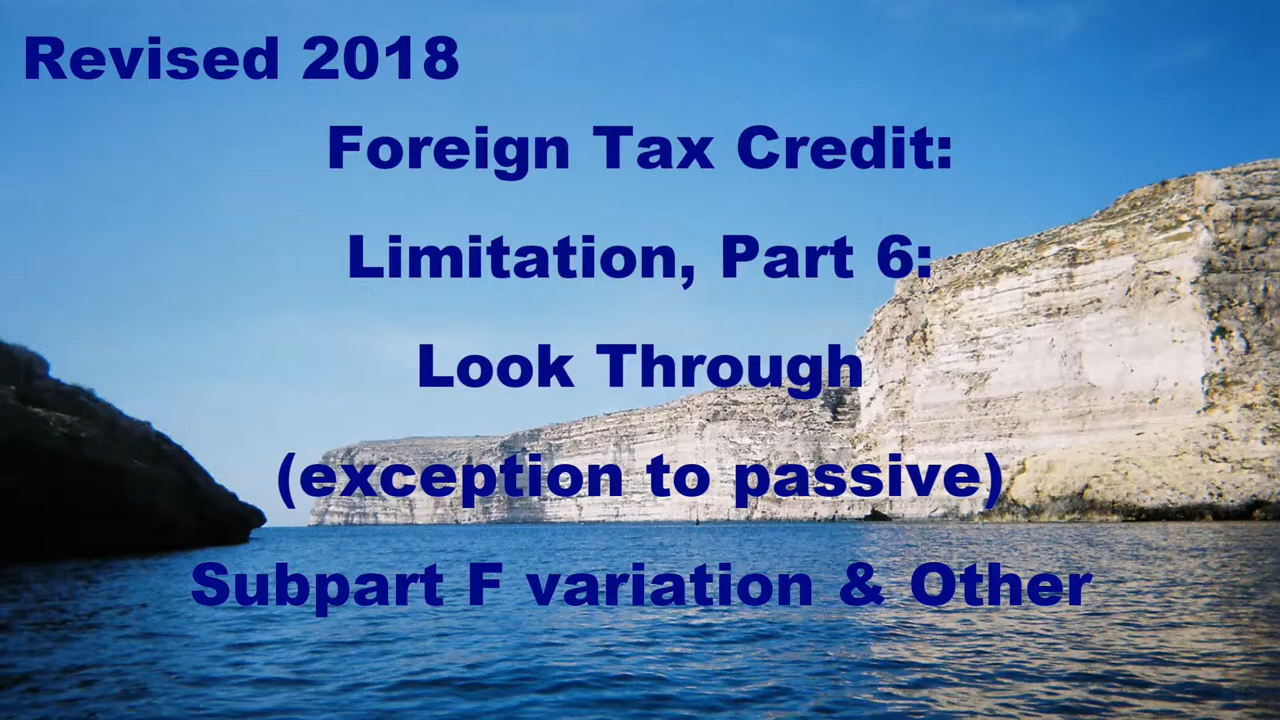 Revised 2018
Foreign Tax Credit:
Limitation, Part 6:
Look Through
(exception to passive)
Subpart F variation & Other